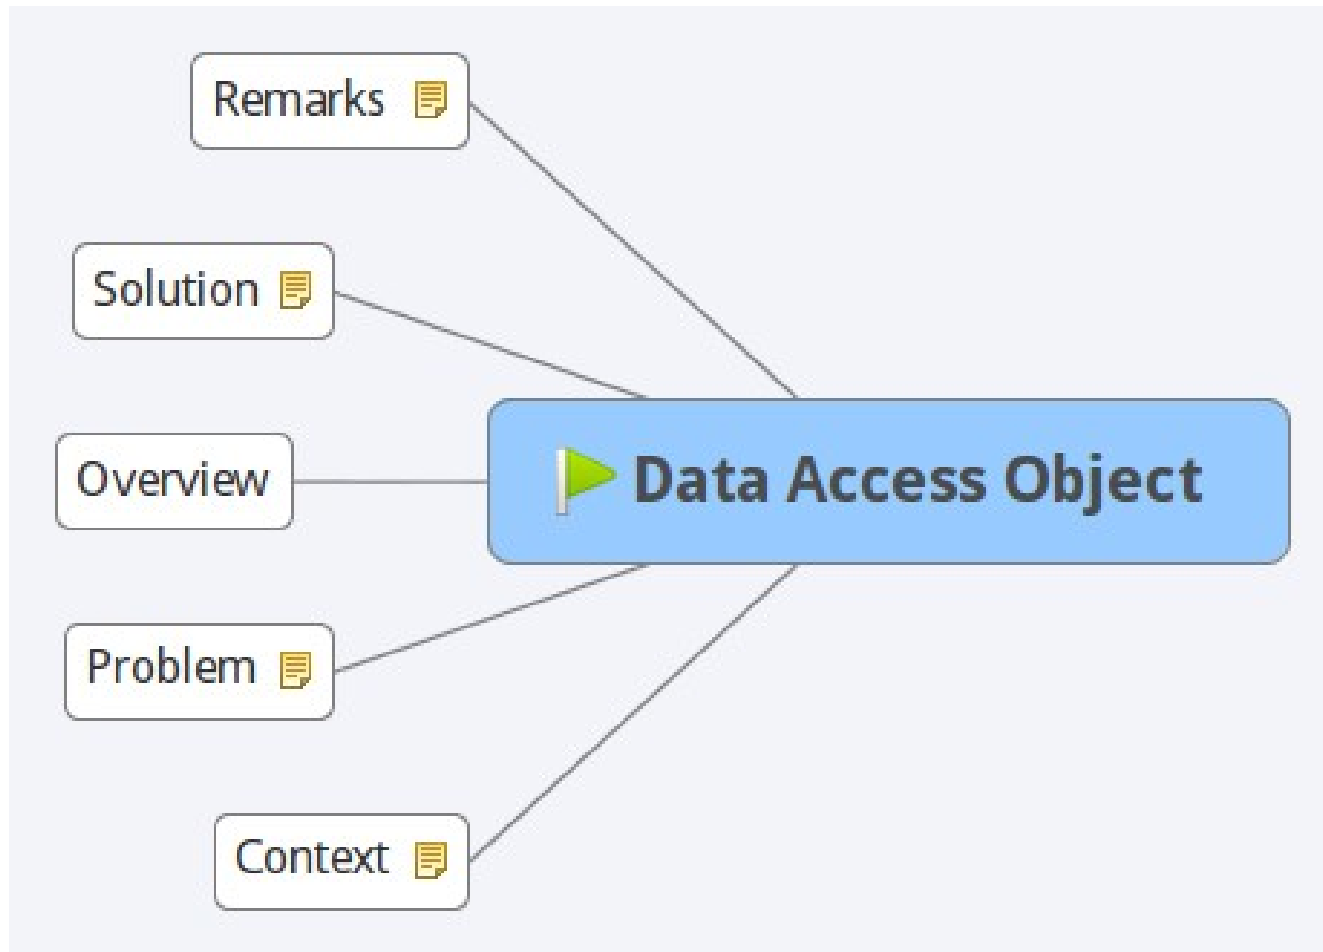 Remarks
Solution
Overview
Data Access Object
Problem
Context